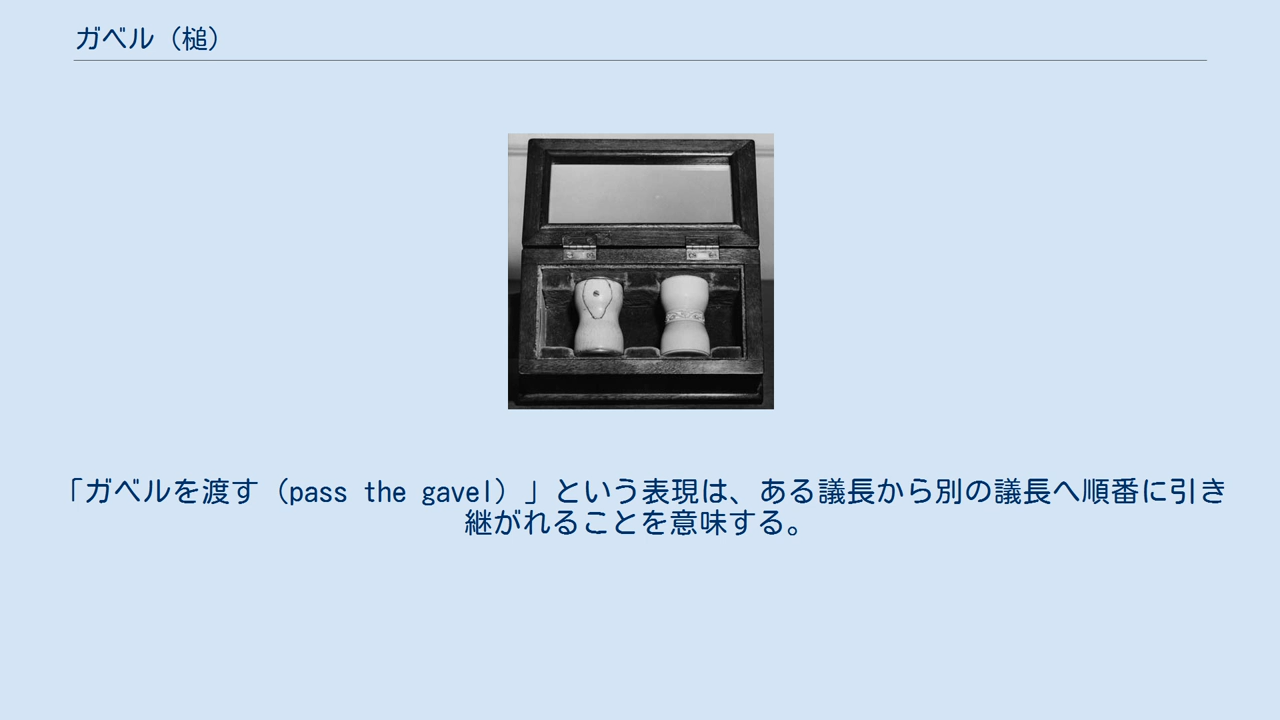 ガベル（槌）
「ガベルを渡す（pass the gavel）」という表現は、ある議長から別の議長へ順番に引き
継がれることを意味する。